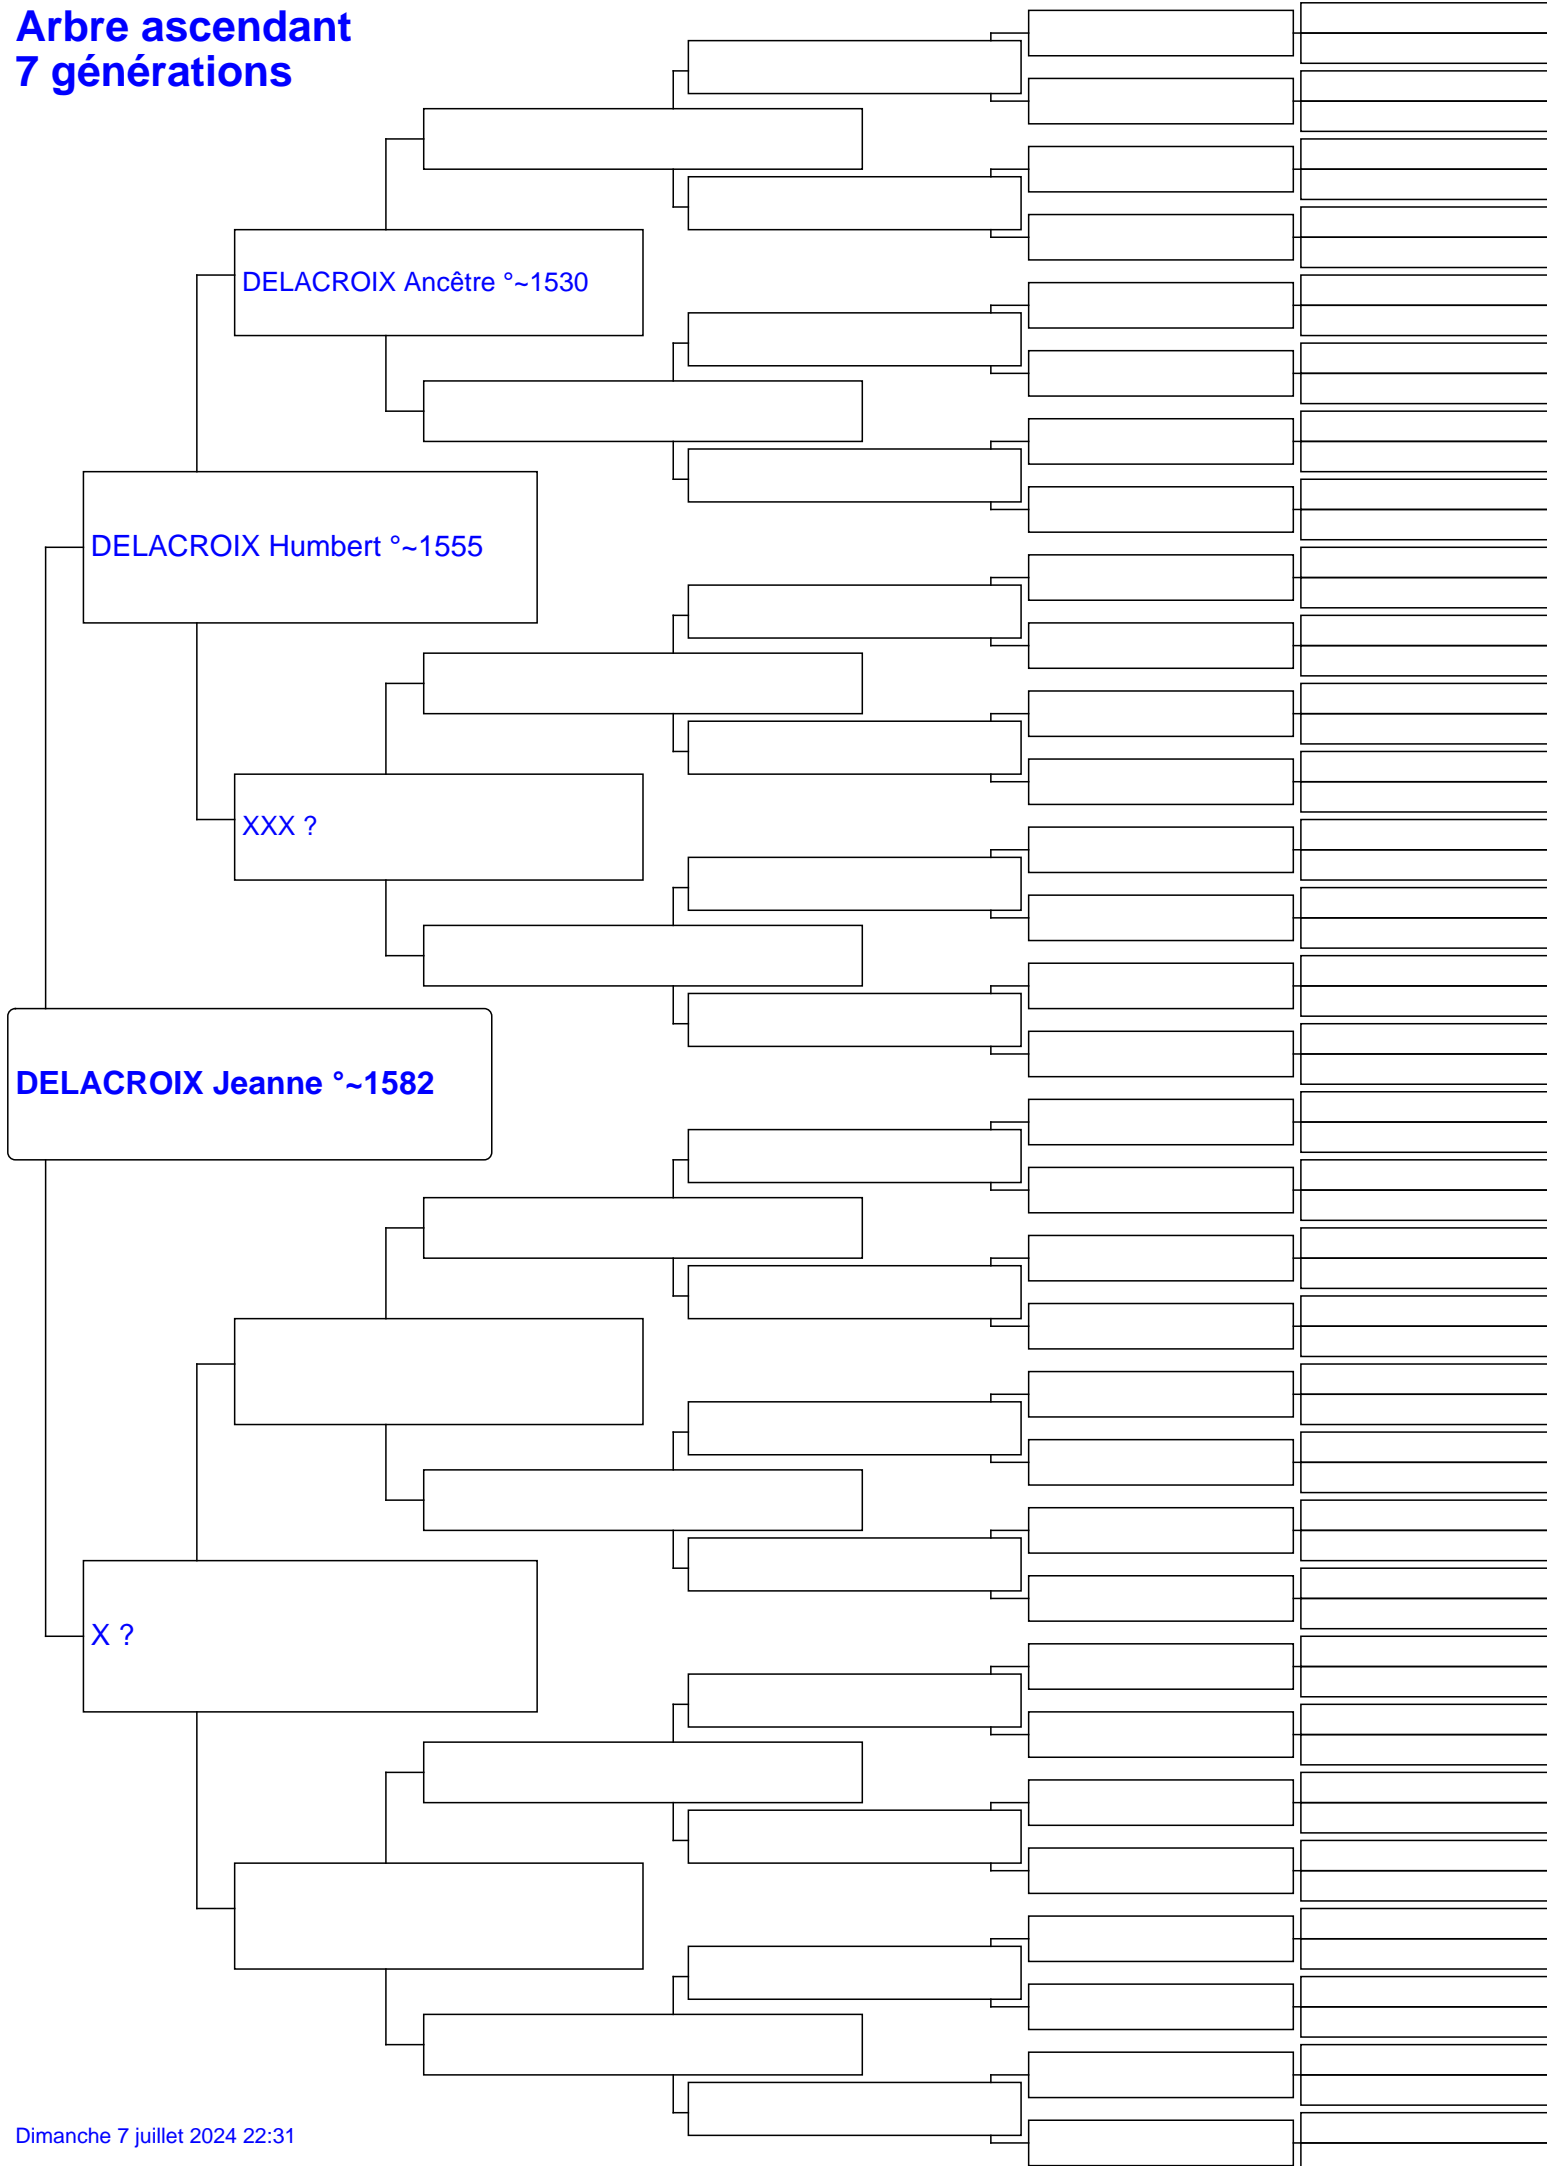 Arbre ascendant
7 générations
DELACROIX Ancêtre °~1530
DELACROIX Humbert °~1555
XXX ?
DELACROIX Jeanne °~1582
X ?
Dimanche 7 juillet 2024 22:31